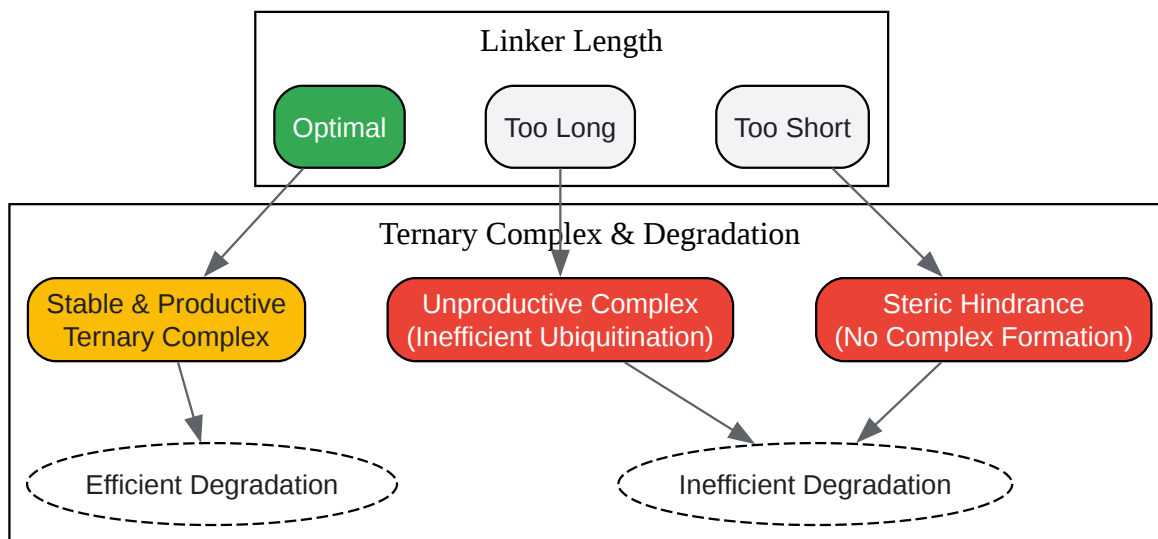 Linker Length
Optimal
Too Long
Too Short
Ternary Complex & Degradation
Stable & Productive
Ternary Complex
Unproductive Complex
(Inefficient Ubiquitination)
Steric Hindrance
(No Complex Formation)
Efficient Degradation
Inefficient Degradation